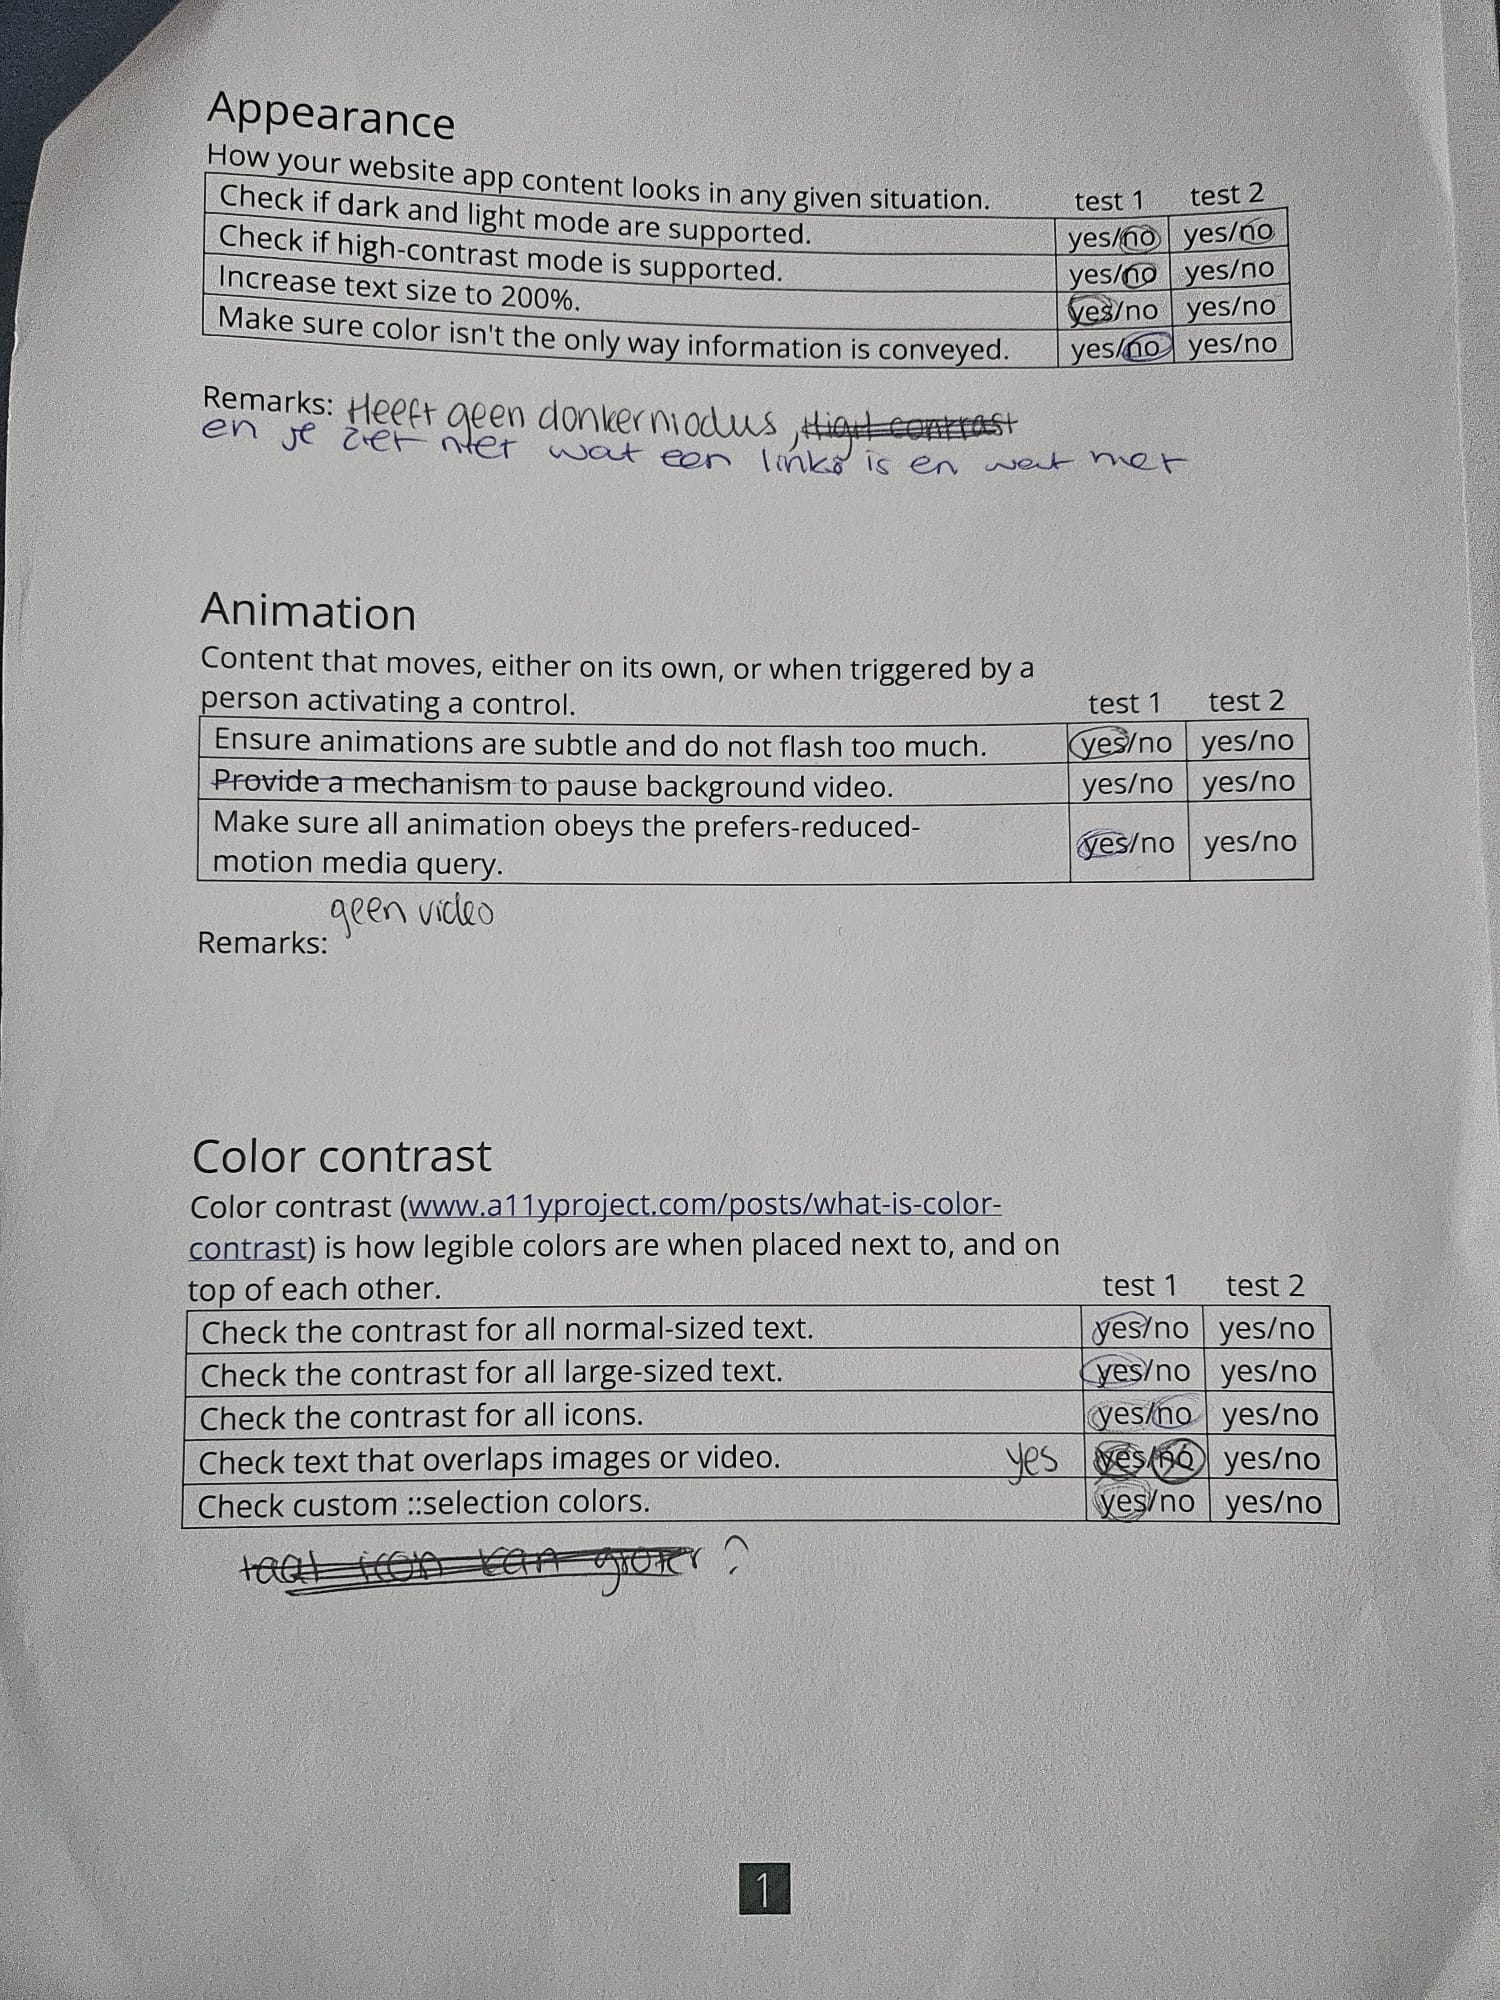 Appearance
How your website app content looks in any given situation. test 1 test 2
Check if dark and light mode are supported. yes/no yes/no
Check if high-contrast mode is supported. yes/no yes/no
Increase text size to 200%. yes/no yes/no
Make sure color isn't the only way information is conveyed. yes/no yes/no
Remarks: Heeft geen donkermodus, High contrast
en je ziet niet wat een links is en wat niet
Animation
Content that moves, either on its own, or when triggered by a
person activating a control. test 1 test 2
Ensure animations are subtle and do not flash too much. yes/no yes/no
Provide a mechanism to pause background video. yes/no yes/no
Make sure all animation obeys the prefers-reduced-
motion media query. yes/no yes/no
geen video
Remarks:
Color contrast
Color contrast (www.a11yproject.com/posts/what-is-color-
contrast) is how legible colors are when placed next to, and on
top of each other. test 1 test 2
Check the contrast for all normal-sized text. yes/no yes/no
Check the contrast for all large-sized text. yes/no yes/no
Check the contrast for all icons. yes/no yes/no
Check text that overlaps images or video. yes yes/no yes/no
Check custom ::selection colors. yes/no yes/no
taal icon kan groter ?
1